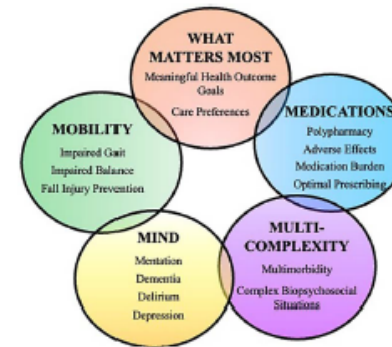 WHAT
MATTERS MOST
Meaningful Health Outcome
Goals
Care Preferences
MEDICATIONS
Polypharmacy
Adverse Effects
Medication Burden
Optimal Prescribing
MOBILITY
Impaired Gait
Impaired Balance
Fall Injury Prevention
MIND
Mentation
Dementia
Delirium
Depression
MULTI-
COMPLEXITY
Multimorbidity
Complex Biopsychosocial
Situations